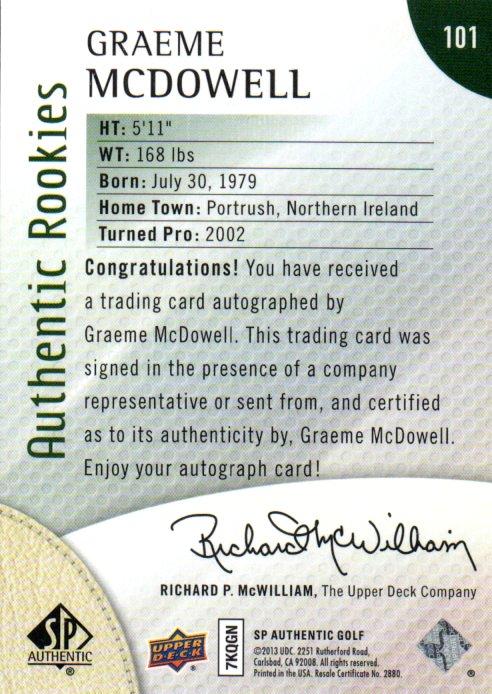 101
GRAEME
MCDOWELL
Authentic Rookies
HT: 5'11"
WT: 168 lbs
Born: July 30, 1979
Home Town: Portrush, Northern Ireland
Turned Pro: 2002
Congratulations! You have received
a trading card autographed by
Graeme McDowell. This trading card was
signed in the presence of a company
representative or sent from, and certified
as to its authenticity by, Graeme McDowell.
Enjoy your autograph card!
Richard McWilliam
RICHARD P. McWILLIAM, The Upper Deck Company
SP
AUTHENTIC
®
UPPER
D·E·C·K
7KQGN
SP AUTHENTIC GOLF
©2013 UDC. 2251 Rutherford Road,
Carlsbad, CA 92008. All rights reserved.
Printed in the USA. Resale Certificate No. 2880.
®